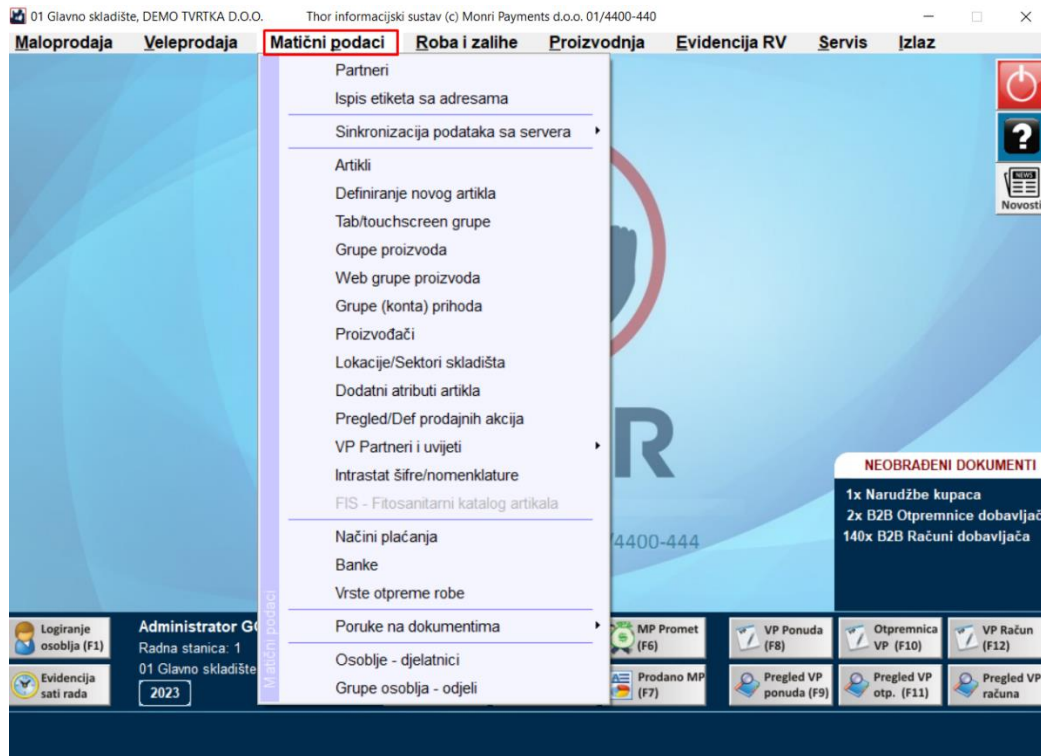 01 Glavno skladište, DEMO TVRTKA D.O.O. Thor informacijski sustav (c) Monri Payments d.o.o. 01/4400-440
Maloprodaja Veleprodaja Matični podaci Roba i zalihe Proizvodnja Evidencija RV Servis Izlaz
Partneri
Ispis etiketa sa adresama
Sinkronizacija podataka sa servera
Artikli
Definiranje novog artikla
Tab/touchscreen grupe
Grupe proizvoda
Web grupe proizvoda
Grupe (konta) prihoda
Proizvođači
Lokacije/Sektori skladišta
Dodatni atributi artikla
Pregled/Def prodajnih akcija
VP Partneri i uvijeti
Intrastat šifre/nomenklature
FIS - Fitosanitarni katalog artikala
Načini plaćanja
Banke
Vrste otpreme robe
Poruke na dokumentima
Osoblje - djelatnici
Grupe osoblja - odjeli
Matični podaci
NEWS
Novosti
R
/4400-444
NEOBRAĐENI DOKUMENTI
1x Narudžbe kupaca
2x B2B Otpremnice dobavljač
140x B2B Računi dobavljača
Logiranje
osoblja (F1)
Evidencija
sati rada
Administrator G
Radna stanica: 1
01 Glavno skladište
2023
MP Promet
(F6)
Prodano MP
(F7)
VP Ponuda
(F8)
Pregled VP
ponuda (F9)
Otpremnica
VP (F10)
Pregled VP
otp. (F11)
VP Račun
(F12)
Pregled VP
računa